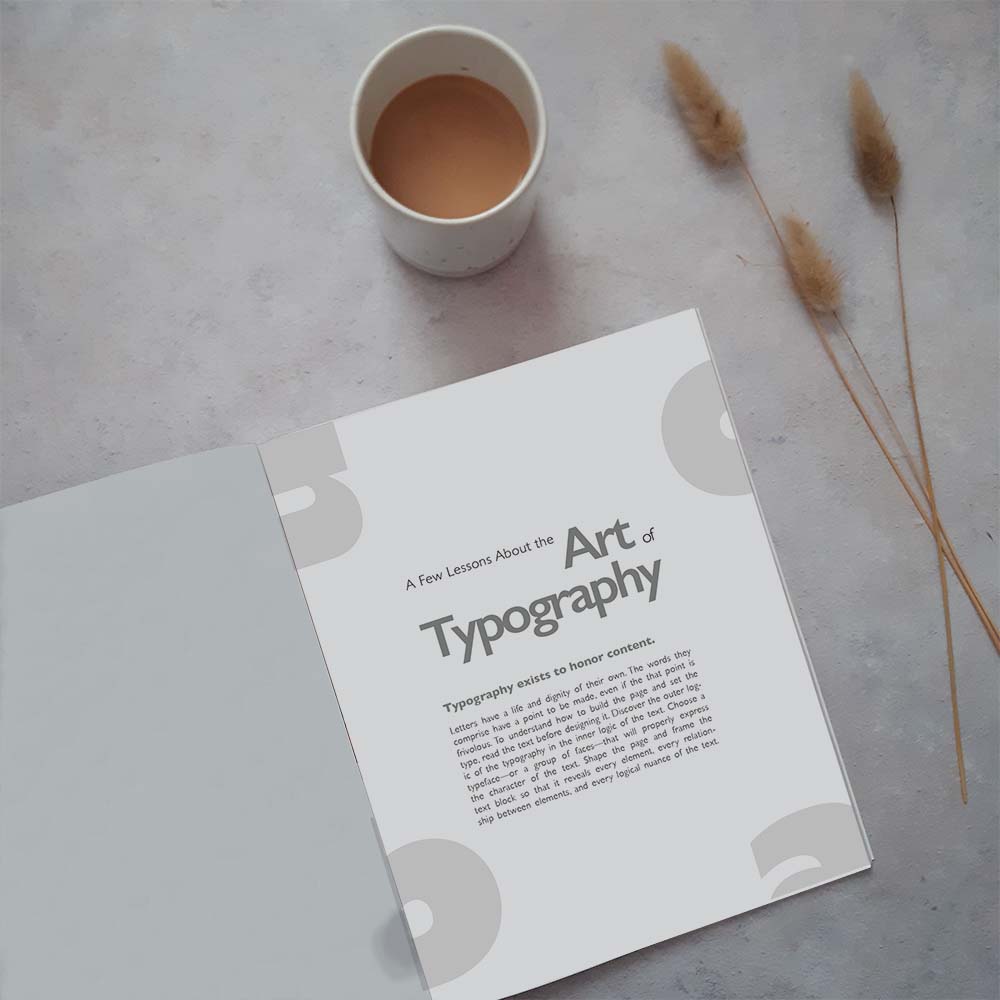 A Few Lessons About the Art of
Typography
Typography exists to honor content.
Letters have a life and dignity of their own. The words they
comprise have a point to be made, even if the that point is
frivolous. To understand how to build the page and set the
type, read the text before designing it. Discover the outer log-
ic of the typography in the inner logic of the text. Choose a
typeface—or a group of faces—that will properly express
the character of the text. Shape the page and frame the
text block so that it reveals every element, every relation-
ship between elements, and every logical nuance of the text.